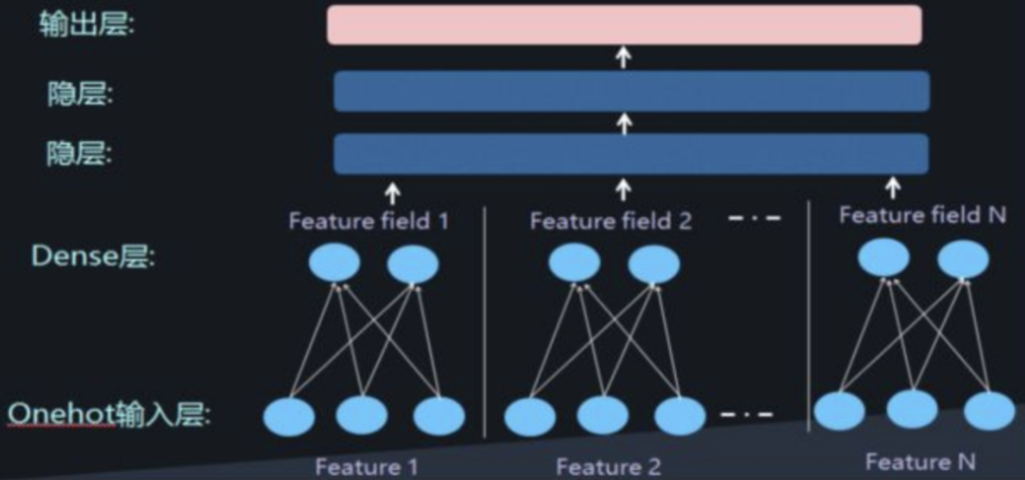 输出层:
隐层:
隐层:
Feature field 1
Feature field 2
Feature field N
Dense层:
Onehot输入层:
Feature 1
Feature 2
Feature N